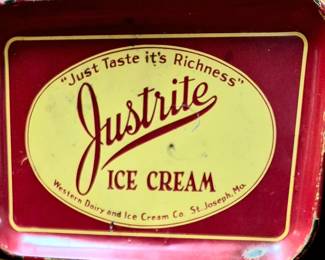 "Just Taste it's Richness"
Justrite
ICE CREAM
Western Dairy and Ice Cream Co. St. Joseph, Mo.